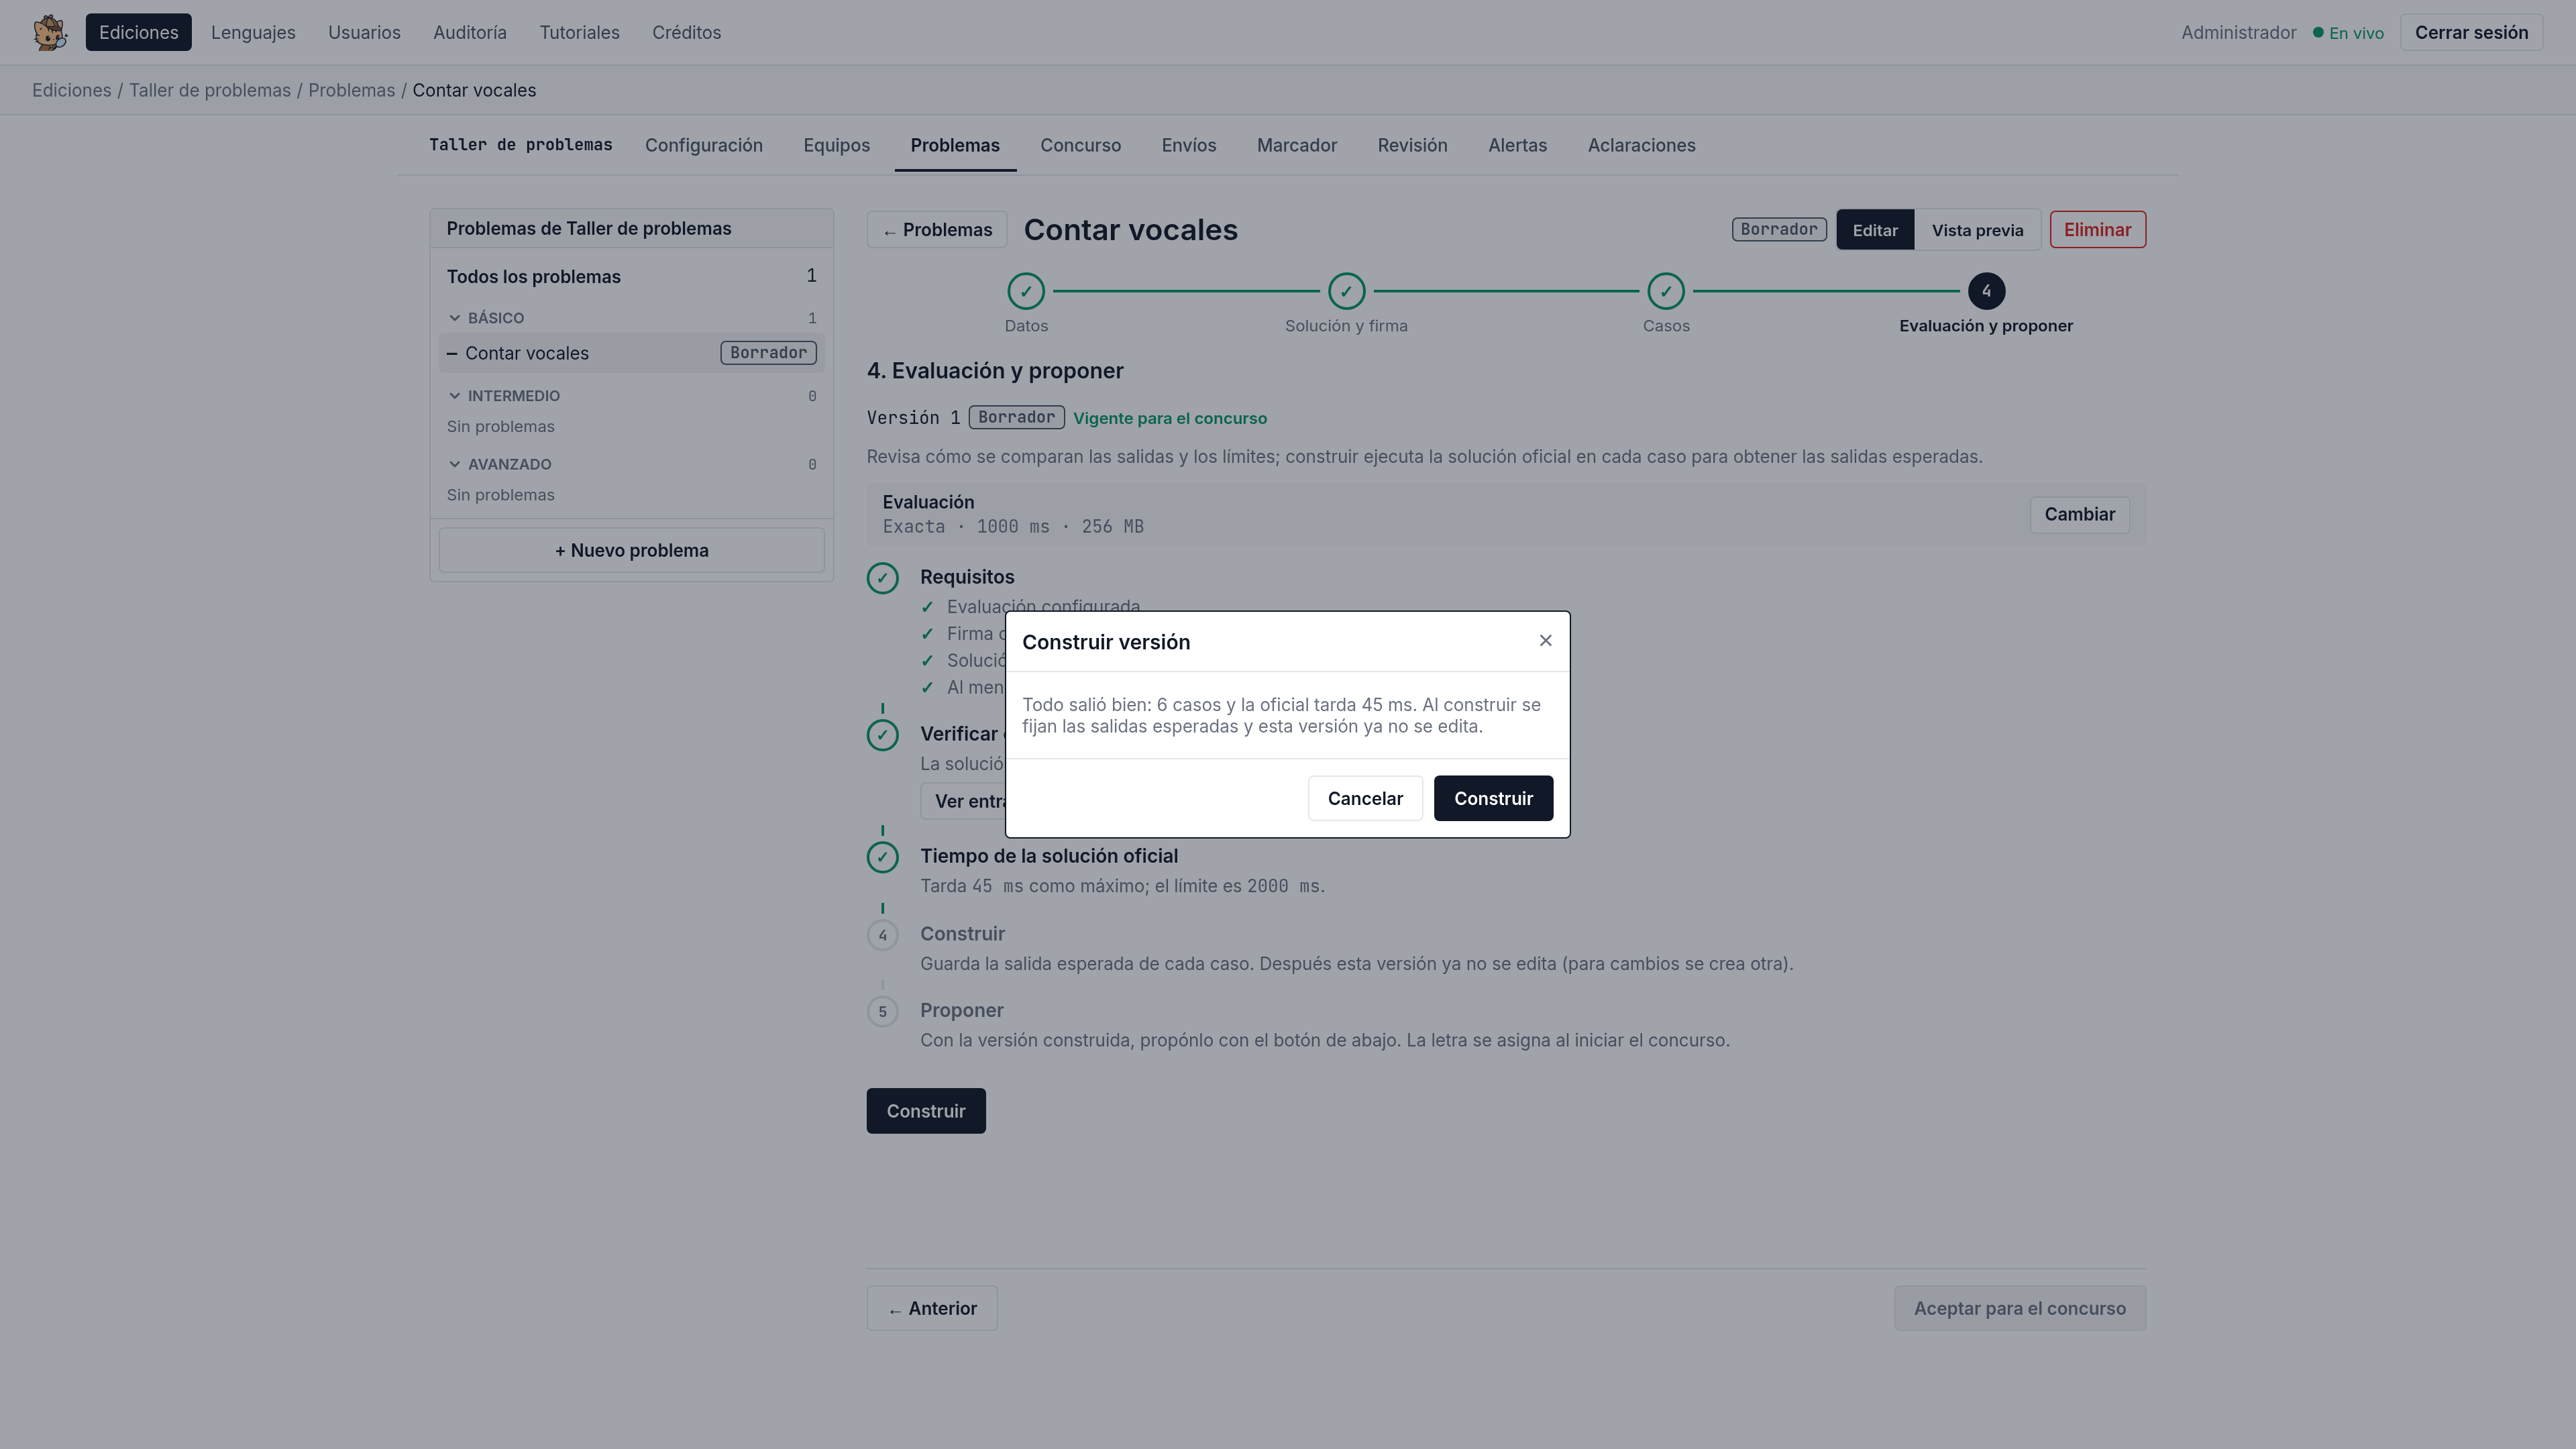 Ediciones Lenguajes Usuarios Auditoría Tutoriales Créditos Administrador En vivo Cerrar sesión
Ediciones / Taller de problemas / Problemas / Contar vocales
Taller de problemas Configuración Equipos Problemas Concurso Envíos Marcador Revisión Alertas Aclaraciones
Problemas de Taller de problemas
Todos los problemas 1
BÁSICO 1
— Contar vocales Borrador
INTERMEDIO 0
Sin problemas
AVANZADO 0
Sin problemas
+ Nuevo problema
← Problemas Contar vocales Borrador Editar Vista previa Eliminar
✓ ✓ ✓ 4
Datos Solución y firma Casos Evaluación y proponer
4. Evaluación y proponer
Versión 1 Borrador Vigente para el concurso
Revisa cómo se comparan las salidas y los límites; construir ejecuta la solución oficial en cada caso para obtener las salidas esperadas.
Evaluación
Exacta · 1000 ms · 256 MB
Cambiar
✓ Requisitos
✓ Evaluación configurada
✓ Firma
✓ Solució
✓ Al men
✓ Verificar
La solució
Ver entra
Construir versión ✕
Todo salió bien: 6 casos y la oficial tarda 45 ms. Al construir se
fijan las salidas esperadas y esta versión ya no se edita.
Cancelar Construir
✓ Tiempo de la solución oficial
Tarda 45 ms como máximo; el límite es 2000 ms.
4 Construir
Guarda la salida esperada de cada caso. Después esta versión ya no se edita (para cambios se crea otra).
5 Proponer
Con la versión construida, propónlo con el botón de abajo. La letra se asigna al iniciar el concurso.
Construir
← Anterior Aceptar para el concurso